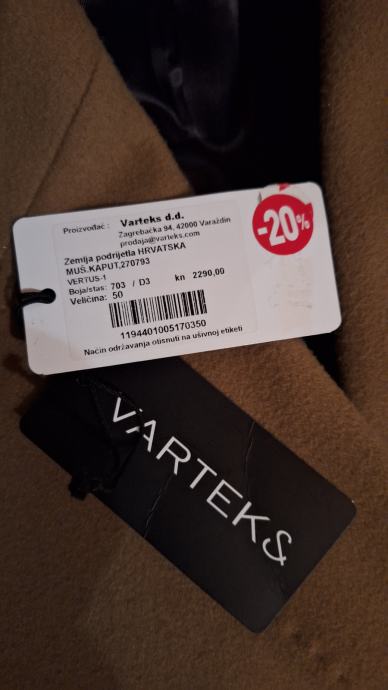 Proizvođač : Varteks d.d.
Zagrebačka 94, 42000 Varaždin
prodaja@varteks.com
Zemlja podrijetla HRVATSKA
MUŠ.KAPUT,270793
VERTUS-1
Boja/stas: 703 / D3 kn 2290,00
Veličina: 50
1194401005170350
Način održavanja otisnuti na ušivnoj etiketi
-20%
VARTEKS